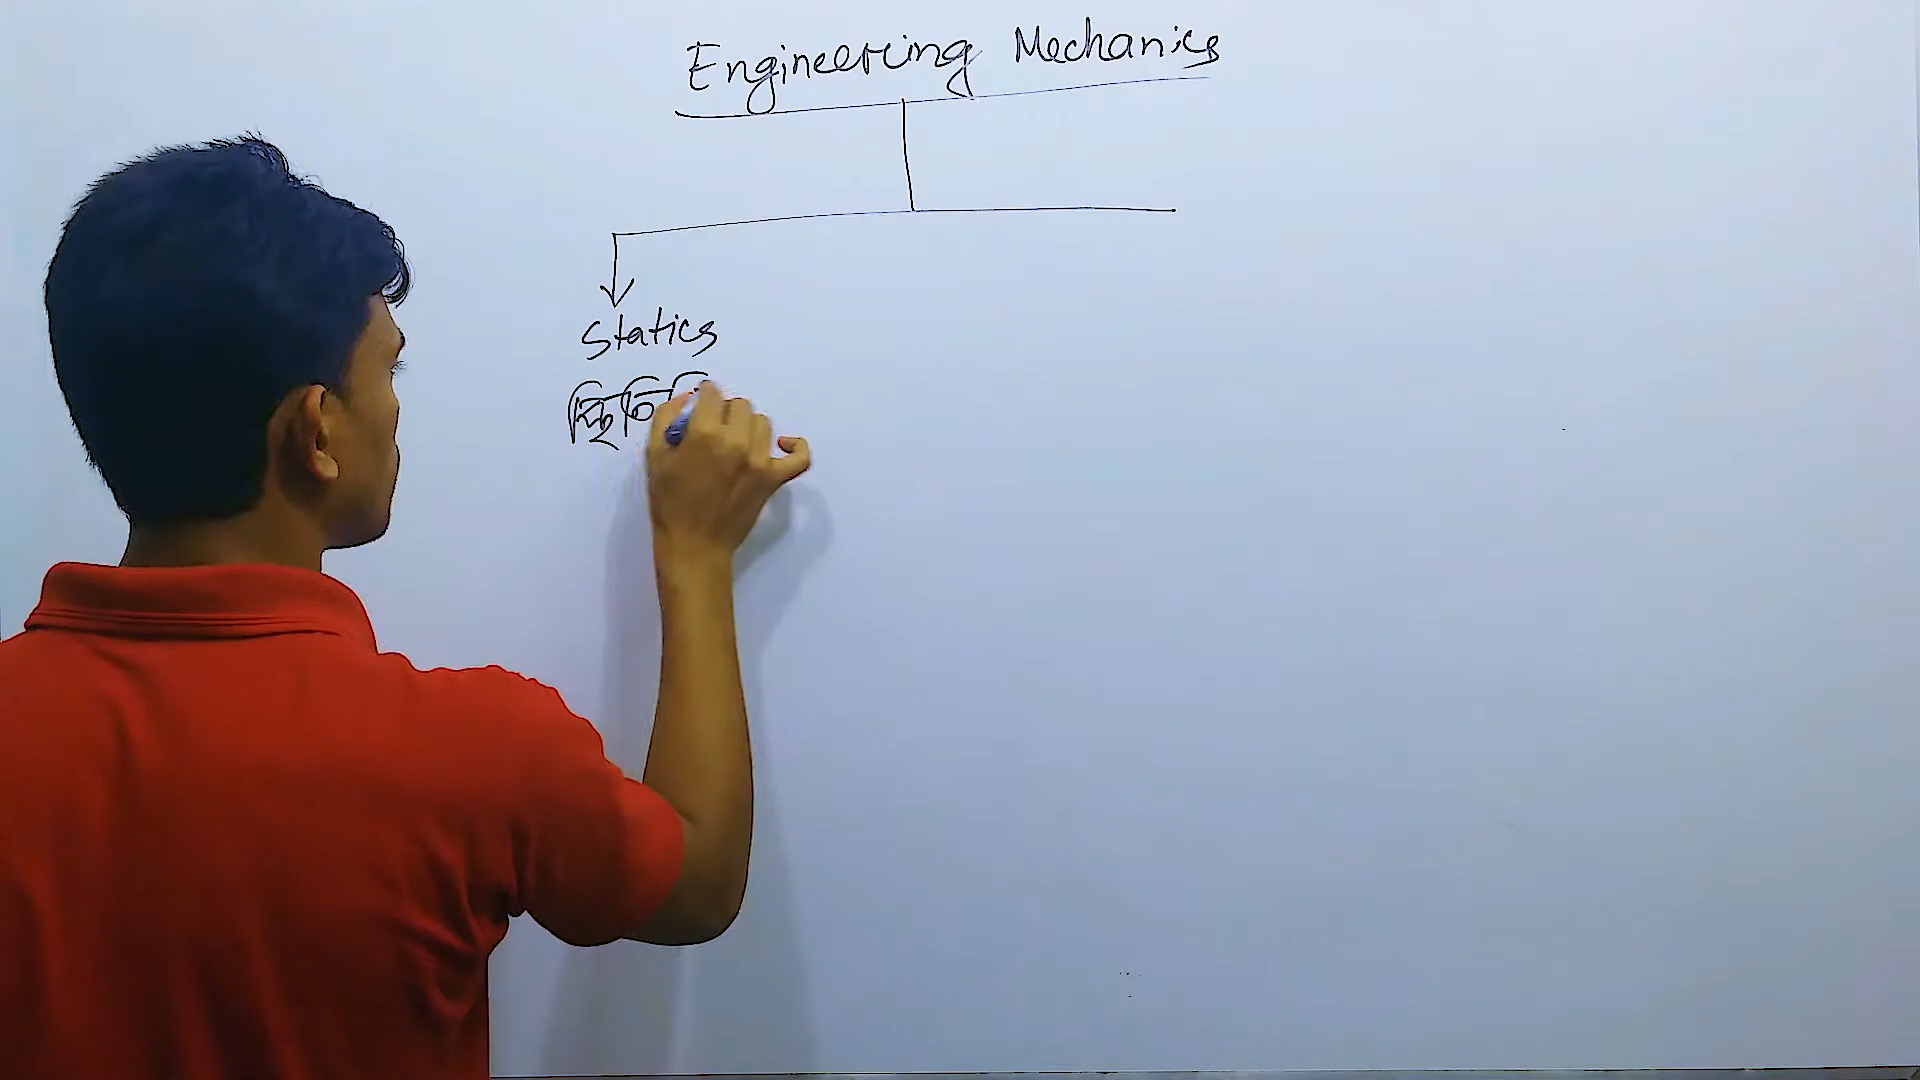 Engineering Mechanics
Statics
স্থিতি